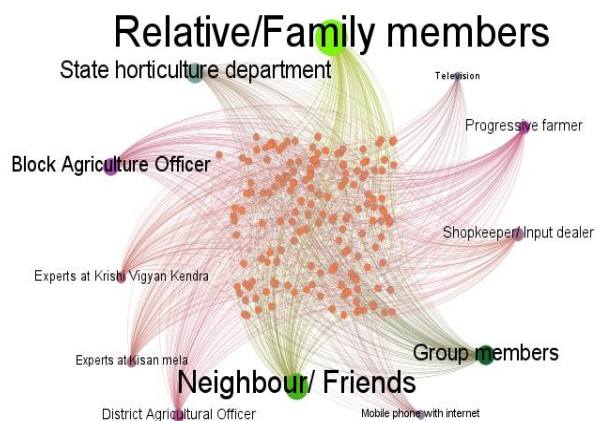 Relative/Family members
State horticulture department
Television
Progressive farmer
Block Agriculture Officer
Shopkeeper/ Input dealer
Experts at Krishi Vigyan Kendra
Group members
Experts at Kisan mela
Neighbour/ Friends
District Agricultural Officer
Mobile phone with internet